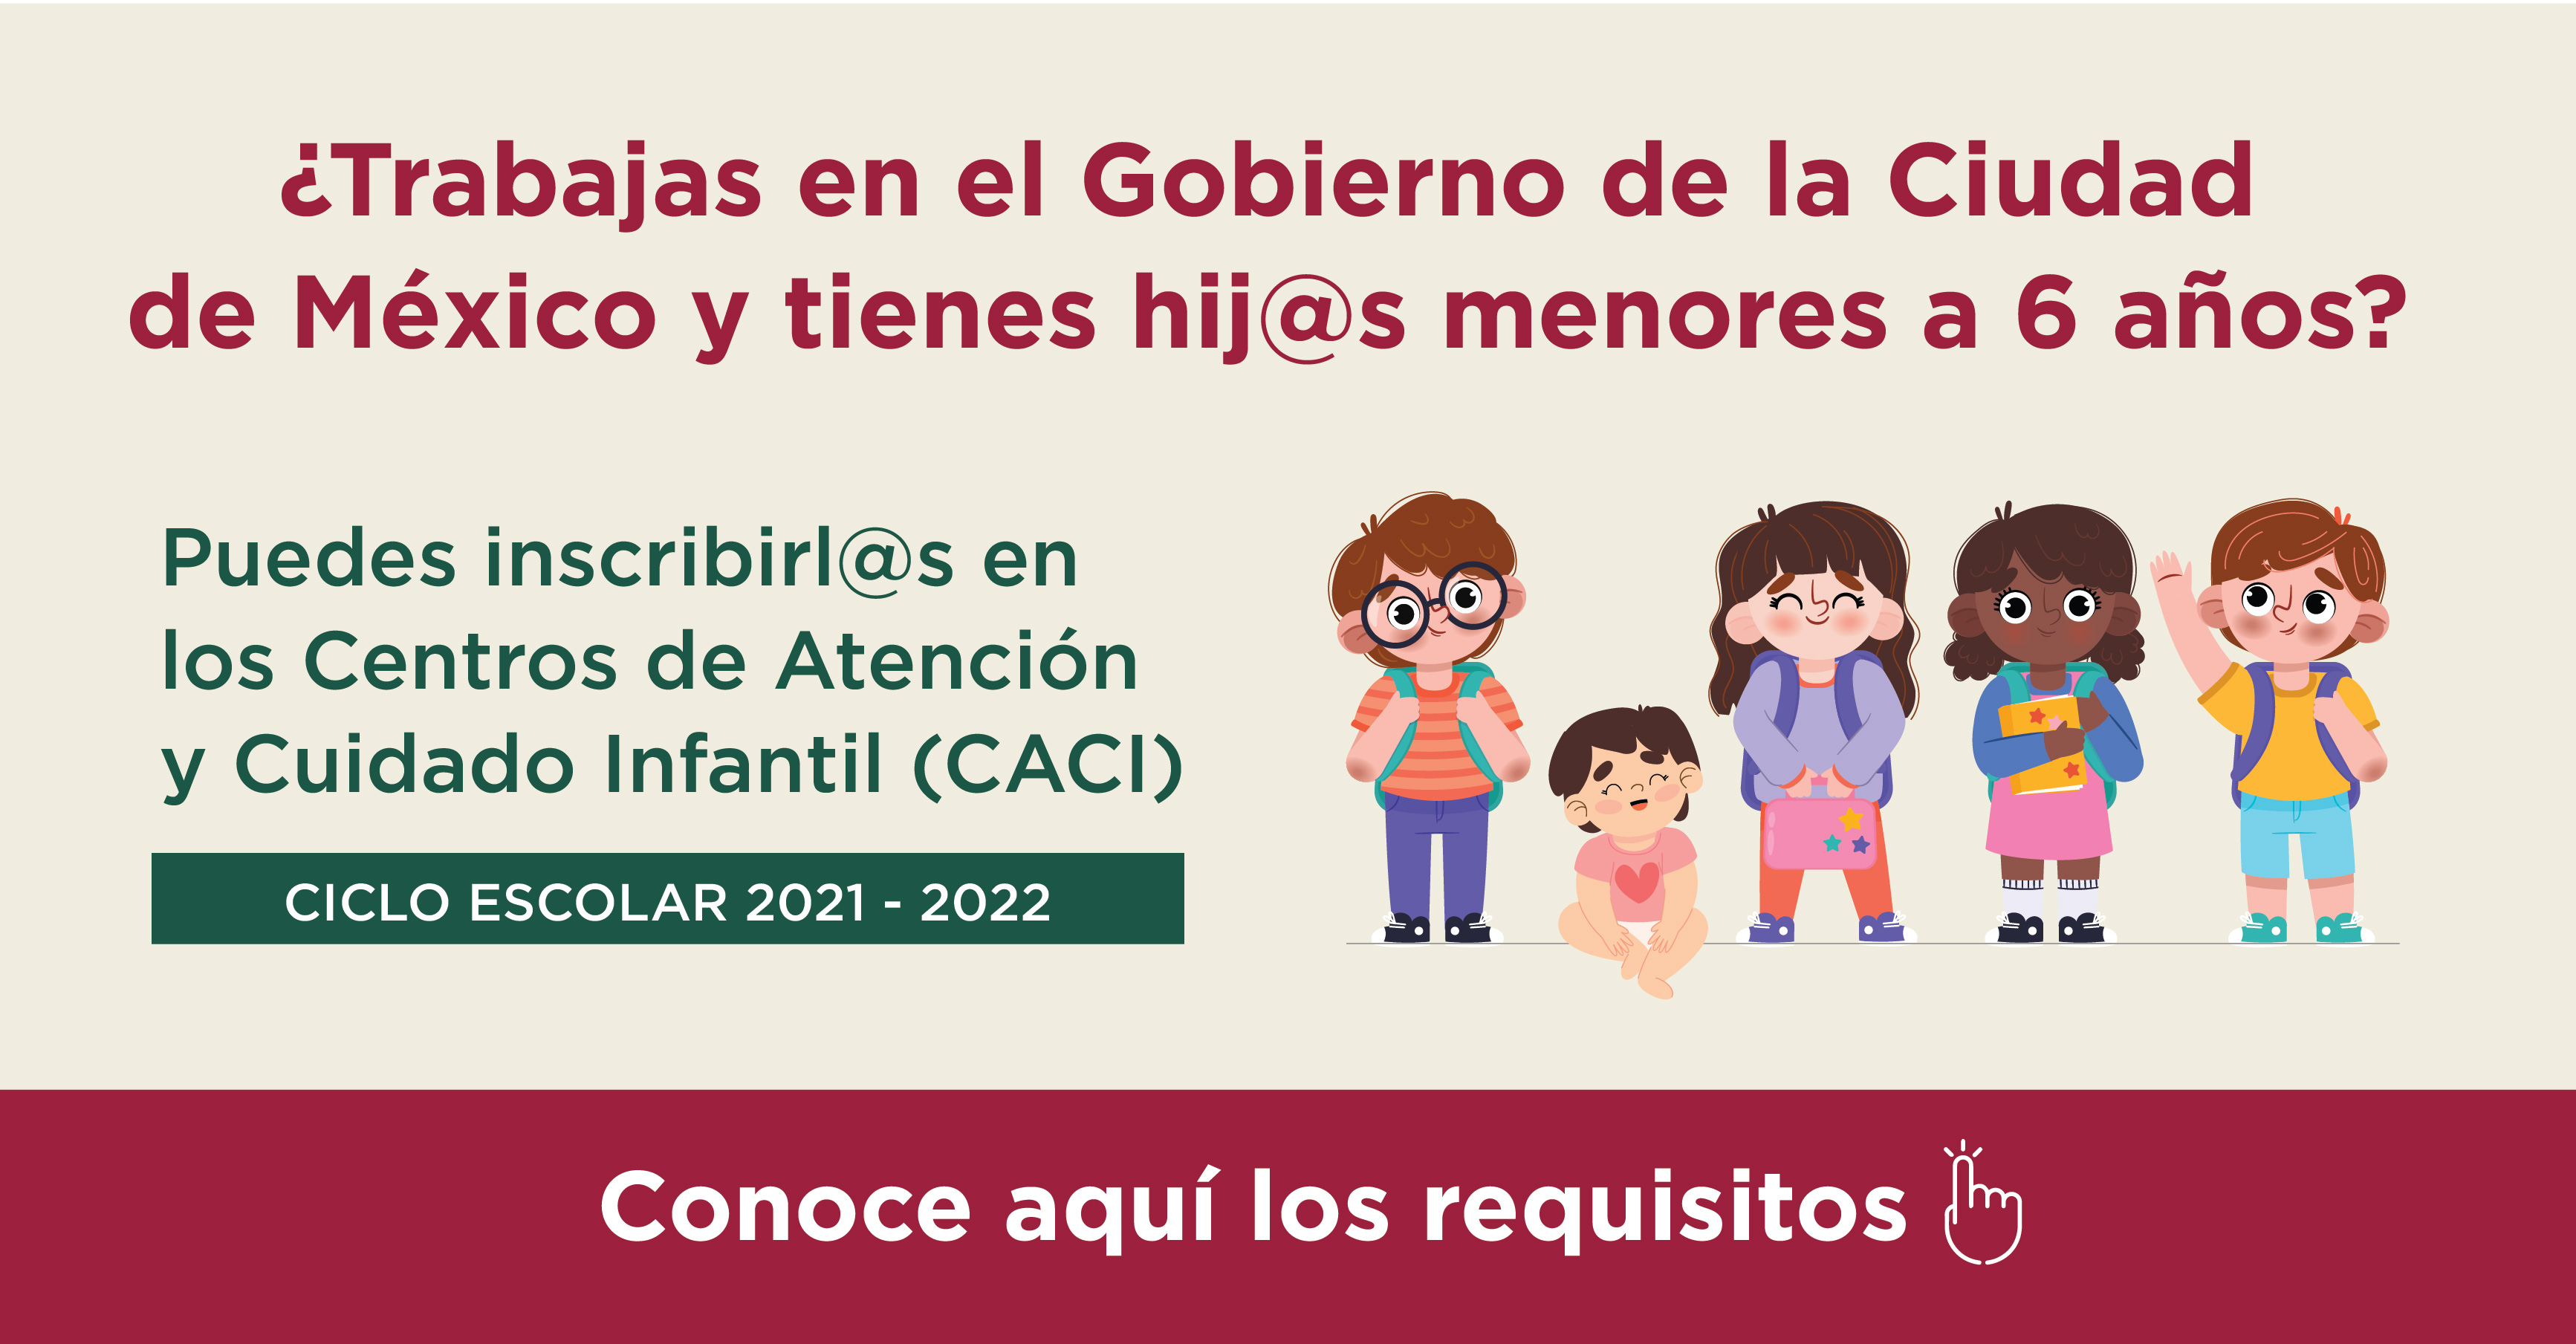 ¿Trabajas en el Gobierno de la Ciudad
de México y tienes hij@s menores a 6 años?
Puedes inscribirl@s en
los Centros de Atención
y Cuidado Infantil (CACI)
CICLO ESCOLAR 2021 - 2022
Conoce aquí los requisitos